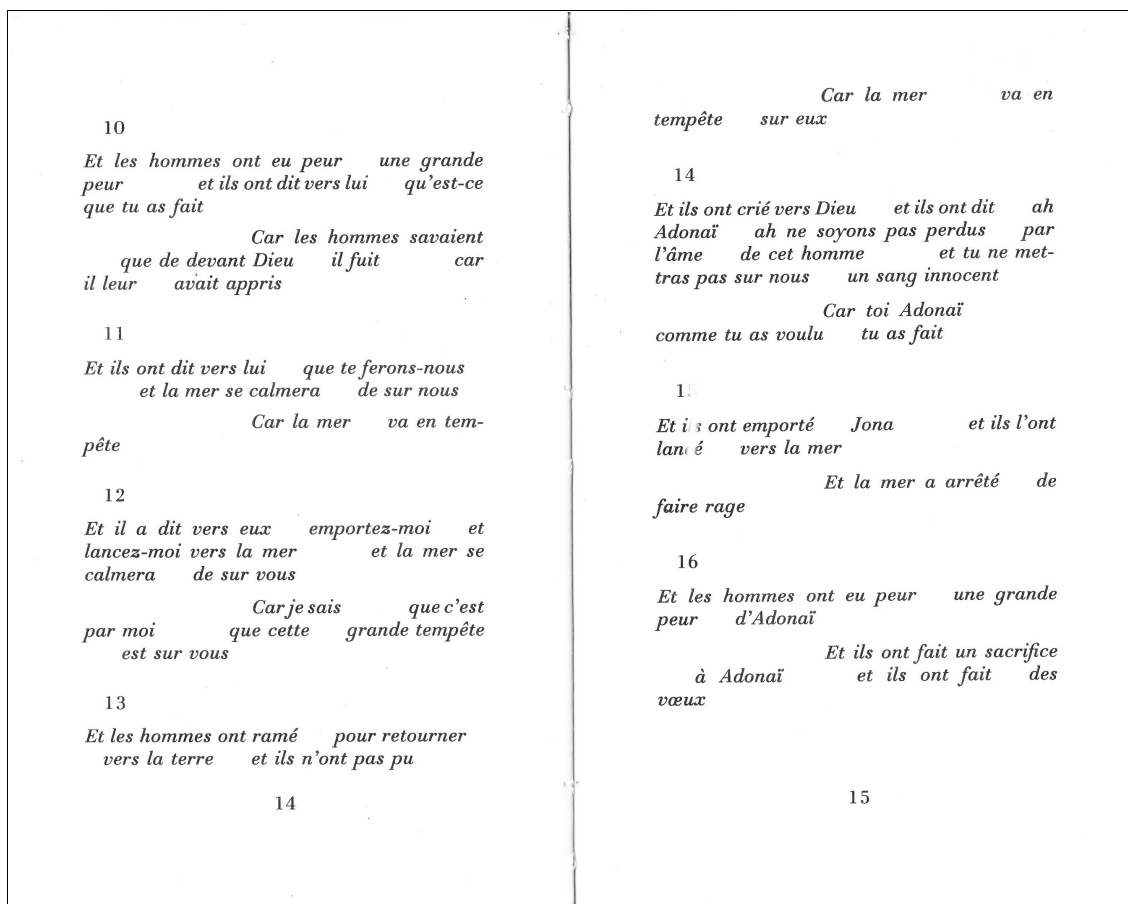 10
Et les hommes ont eu peur une grande
peur et ils ont dit vers lui qu'est-ce
que tu as fait
Car les hommes savaient
que de devant Dieu il fuit car
il leur avait appris
11
Et ils ont dit vers lui que te ferons-nous
et la mer se calmera de sur nous
Car la mer va en tem-
pête
12
Et il a dit vers eux emportez-moi et
lancez-moi vers la mer et la mer se
calmera de sur vous
Car je sais que c'est
par moi que cette grande tempête
est sur vous
13
Et les hommes ont ramé pour retourner
vers la terre et ils n'ont pas pu
14
Car la mer va en
tempête sur eux
14
Et ils ont crié vers Dieu et ils ont dit ah
Adonaï ah ne soyons pas perdus par
l'âme de cet homme et tu ne met-
tras pas sur nous un sang innocent
Car toi Adonaï
comme tu as voulu tu as fait
15
Et ils ont emporté Jona et ils l'ont
lancé vers la mer
Et la mer a arrêté de
faire rage
16
Et les hommes ont eu peur une grande
peur d'Adonaï
Et ils ont fait un sacrifice
à Adonaï et ils ont fait des
vœux
15